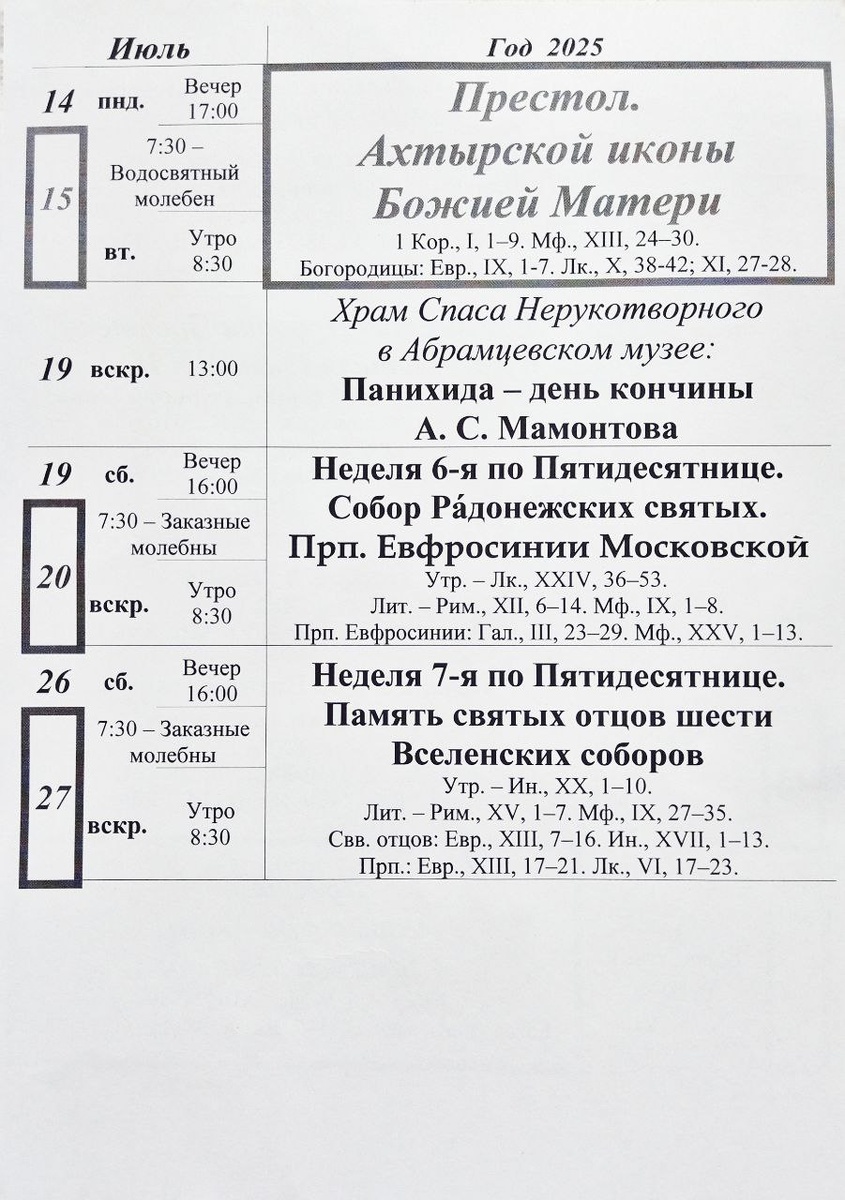 Июль Год 2025
14 пнд. Вечер
17:00
15 7:30 –
Водосвятный
молебен
вт. Утро
8:30
Престол.
Ахтырской иконы
Божией Матери
1 Кор., I, 1–9. Мф., XIII, 24–30.
Богородицы: Евр., IX, 1-7. Лк., X, 38-42; XI, 27-28.
19 вскр. 13:00
Храм Спаса Нерукотворного
в Абрамцевском музее:
Панихида – день кончины
А. С. Мамонтова
19 сб. Вечер
16:00
20 7:30 – Заказные
молебны
вскр. Утро
8:30
Неделя 6-я по Пятидесятнице.
Собор Ра́донежских святых.
Прп. Евфросинии Московской
Утр. – Лк., XXIV, 36–53.
Лит. – Рим., XII, 6–14. Мф., IX, 1–8.
Прп. Евфросинии: Гал., III, 23–29. Мф., XXV, 1–13.
26 сб. Вечер
16:00
27 7:30 – Заказные
молебны
вскр. Утро
8:30
Неделя 7-я по Пятидесятнице.
Память святых отцов шести
Вселенских соборов
Утр. – Ин., XX, 1–10.
Лит. – Рим., XV, 1–7. Мф., IX, 27–35.
Свв. отцов: Евр., XIII, 7–16. Ин., XVII, 1–13.
Прп.: Евр., XIII, 17–21. Лк., VI, 17–23.